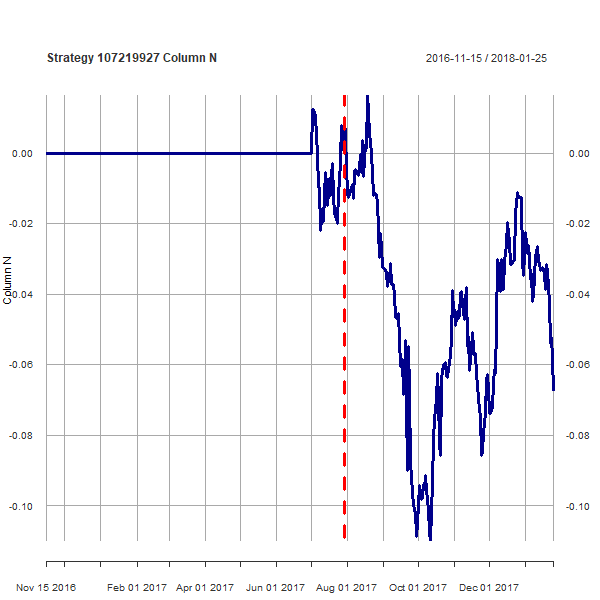 Strategy 107219927 Column N
2016-11-15 / 2018-01-25
0.00
-0.02
-0.04
-0.06
-0.08
-0.10
Column N
0.00
-0.02
-0.04
-0.06
-0.08
-0.10
Nov 15 2016
Feb 01 2017
Apr 01 2017
Jun 01 2017
Aug 01 2017
Oct 01 2017
Dec 01 2017